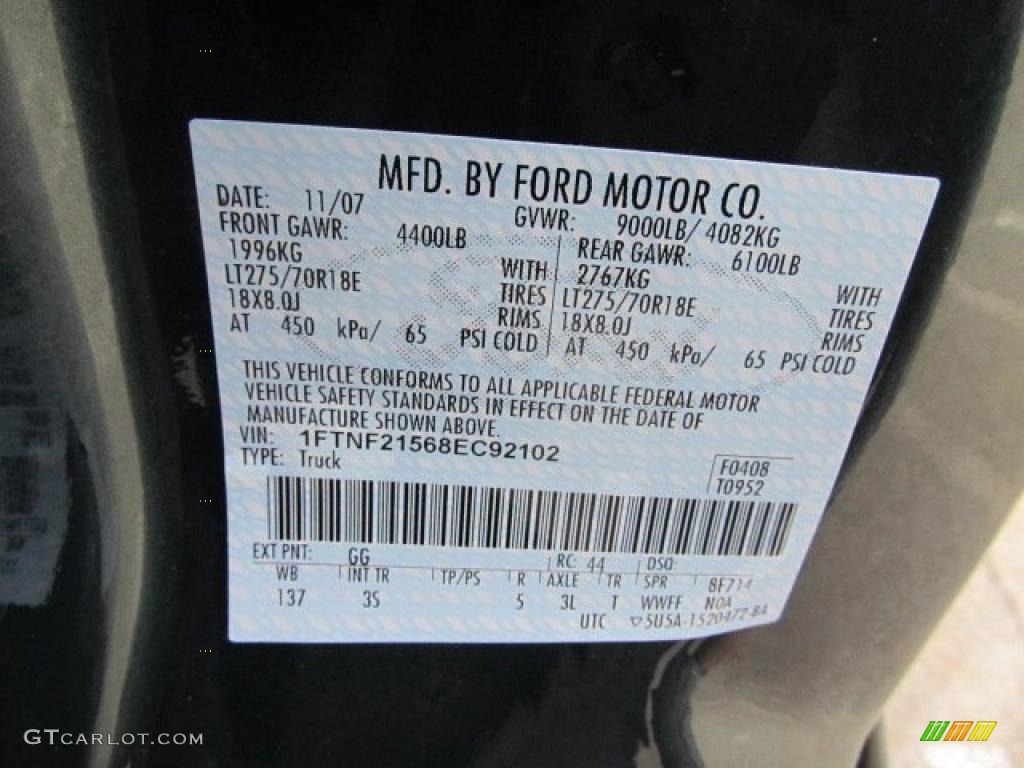 MFD. BY FORD MOTOR CO.
DATE: 11/07 GVWR: 9000LB/ 4082KG
FRONT GAWR: 4400LB REAR GAWR: 6100LB
1996KG WITH 2767KG WITH
LT275/70R18E TIRES LT275/70R18E TIRES
18X8.0J RIMS 18X8.0J RIMS
AT 450 kPa/ 65 PSI COLD AT 450 kPa/ 65 PSI COLD
THIS VEHICLE CONFORMS TO ALL APPLICABLE FEDERAL MOTOR
VEHICLE SAFETY STANDARDS IN EFFECT ON THE DATE OF
MANUFACTURE SHOWN ABOVE.
VIN: 1FTNF21568EC92102
TYPE: Truck
F0408
T0952
EXT PNT: GG RC: 44 DSO:
WB INT TR TP/PS R AXLE TR SPR 8F714
137 3S 5 3L T WWFF NOA
UTC ▽5U5A-1520472-BA
GTCARLOT.COM